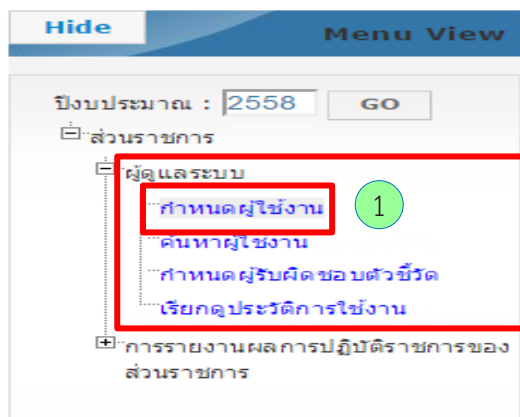 Hide
Menu View
ปีงบประมาณ : 2558 GO
ส่วนราชการ
ผู้ดูแลระบบ
กำหนดผู้ใช้งาน 1
ค้นหาผู้ใช้งาน
กำหนดผู้รับผิดชอบตัวชี้วัด
เรียกดูประวัติการใช้งาน
การรายงานผลการปฏิบัติราชการของ
ส่วนราชการ